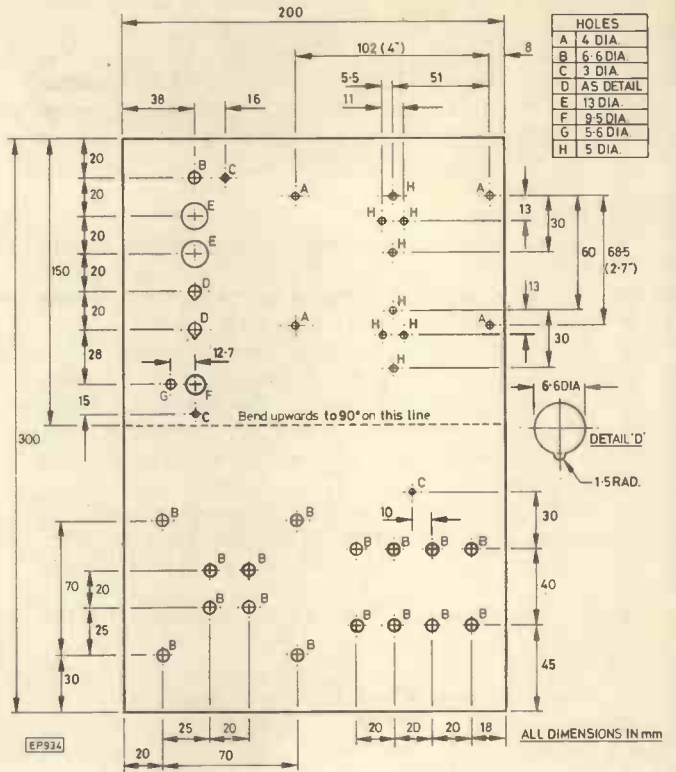 200
102 (4")
8
5·5
51
38
16
11
HOLES
A 4 DIA.
B 6·6 DIA.
C 3 DIA.
D AS DETAIL
E 13 DIA.
F 9·5 DIA.
G 5·6 DIA.
H 5 DIA.
20
B
C
A
H
A
20
E
H
H
13
30
20
E
H
60
68·5
(2·7")
150
20
D
H
13
20
D
A
H
H
A
30
28
12·7
H
G
F
6·6 DIA
15
C
Bend upwards to 90° on this line
DETAIL 'D'
300
1·5 RAD.
C
10
30
B
B
B
B
B
B
70
B
B
40
20
B
B
B
B
B
B
25
B
B
45
30
25
20
20
20
20
18
20
70
EP934
ALL DIMENSIONS IN mm